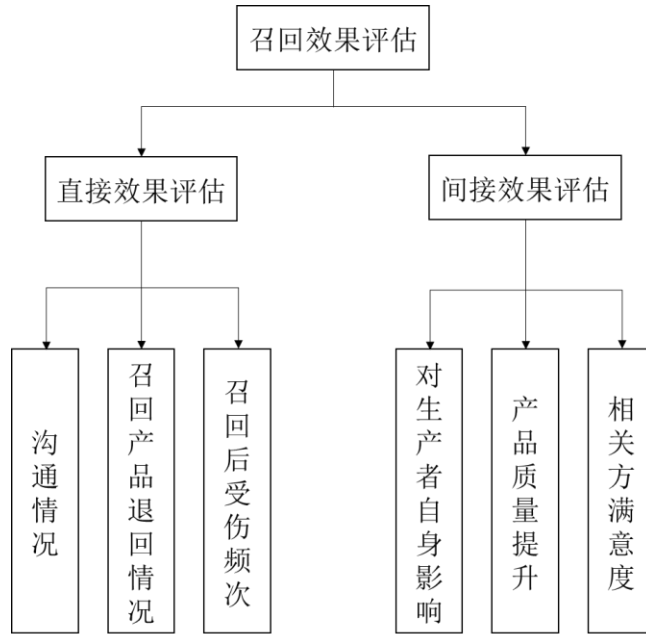 召回效果评估
直接效果评估
间接效果评估
沟通情况
召回产品退回情况
召回后受伤频次
对生产者自身影响
产品质量提升
相关方满意度